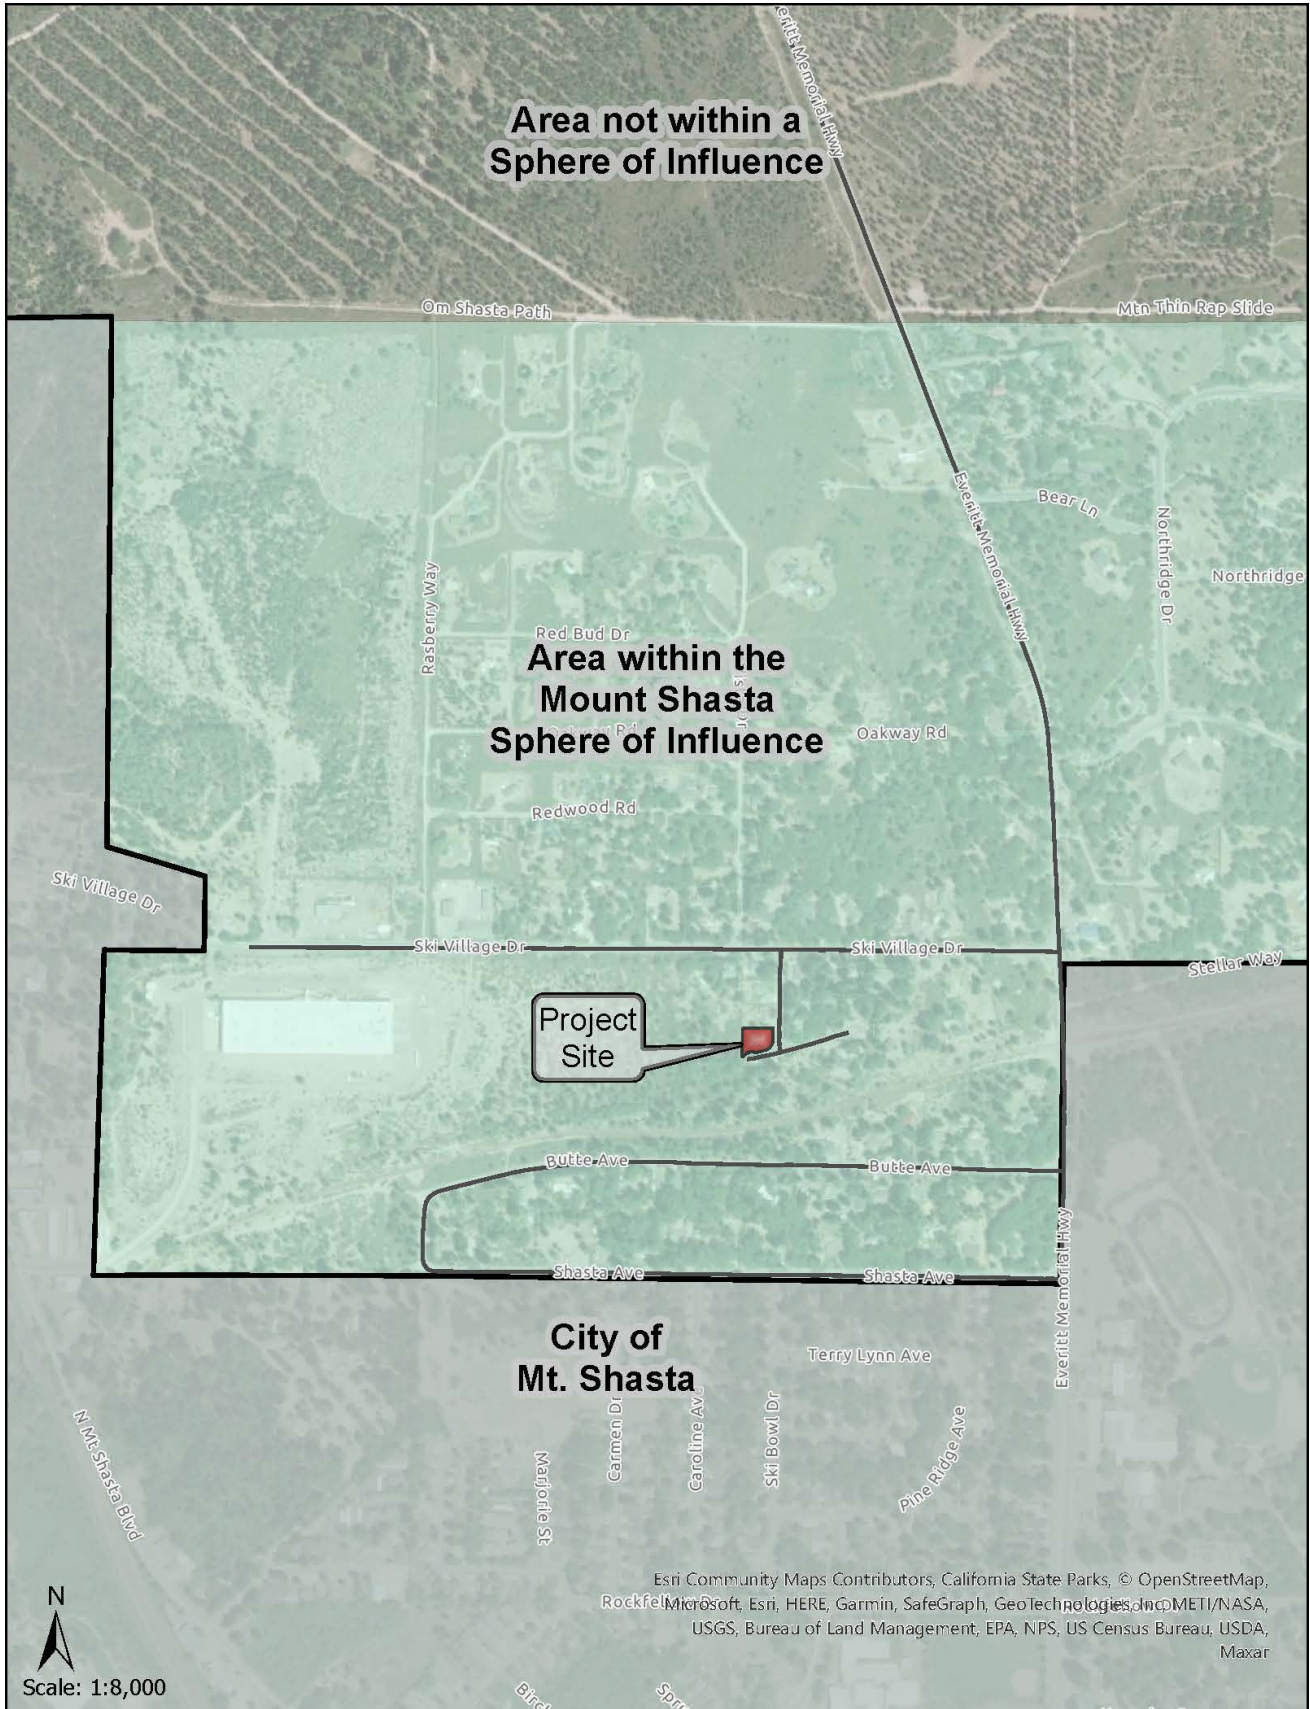 eritt Memorial Hwy
Area not within a
Sphere of Influence
Om Shasta Path
Mtn Thin Rap Slide
Everitt Memorial Hwy
Bear Ln
Northridge Dr
Northridge
Rasberry Way
Red Bud Dr
Area within the
Mount Shasta
Sphere of Influence
Oakway Rd
Oakway Rd
Redwood Rd
Ski Village Dr
Ski Village Dr
Ski Village Dr
Stellar Way
Project
Site
Butte Ave
Butte Ave
Shasta Ave
Shasta Ave
Everitt Memorial Hwy
City of
Mt. Shasta
Terry Lynn Ave
N Mt Shasta Blvd
Marjorie St
Carmen Dr
Caroline Av
Ski Bowl Dr
Pine Ridge Ave
Esri Community Maps Contributors, California State Parks, © OpenStreetMap,
Microsoft, Esri, HERE, Garmin, SafeGraph, GeoTechnologies, Inc, METI/NASA,
USGS, Bureau of Land Management, EPA, NPS, US Census Bureau, USDA,
Maxar
N
Scale: 1:8,000